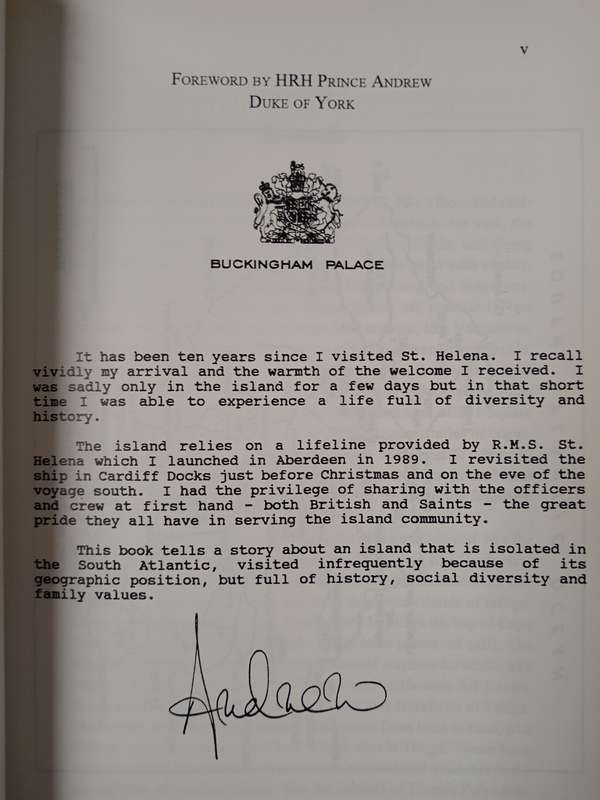 v
FOREWORD BY HRH PRINCE ANDREW
DUKE OF YORK
BUCKINGHAM PALACE
It has been ten years since I visited St. Helena. I recall
vividly my arrival and the warmth of the welcome I received. I
was sadly only in the island for a few days but in that short
time I was able to experience a life full of diversity and
history.
The island relies on a lifeline provided by R.M.S. St.
Helena which I launched in Aberdeen in 1989. I revisited the
ship in Cardiff Docks just before Christmas and on the eve of the
voyage south. I had the privilege of sharing with the officers
and crew at first hand - both British and Saints - the great
pride they all have in serving the island community.
This book tells a story about an island that is isolated in
the South Atlantic, visited infrequently because of its
geographic position, but full of history, social diversity and
family values.
Andrew